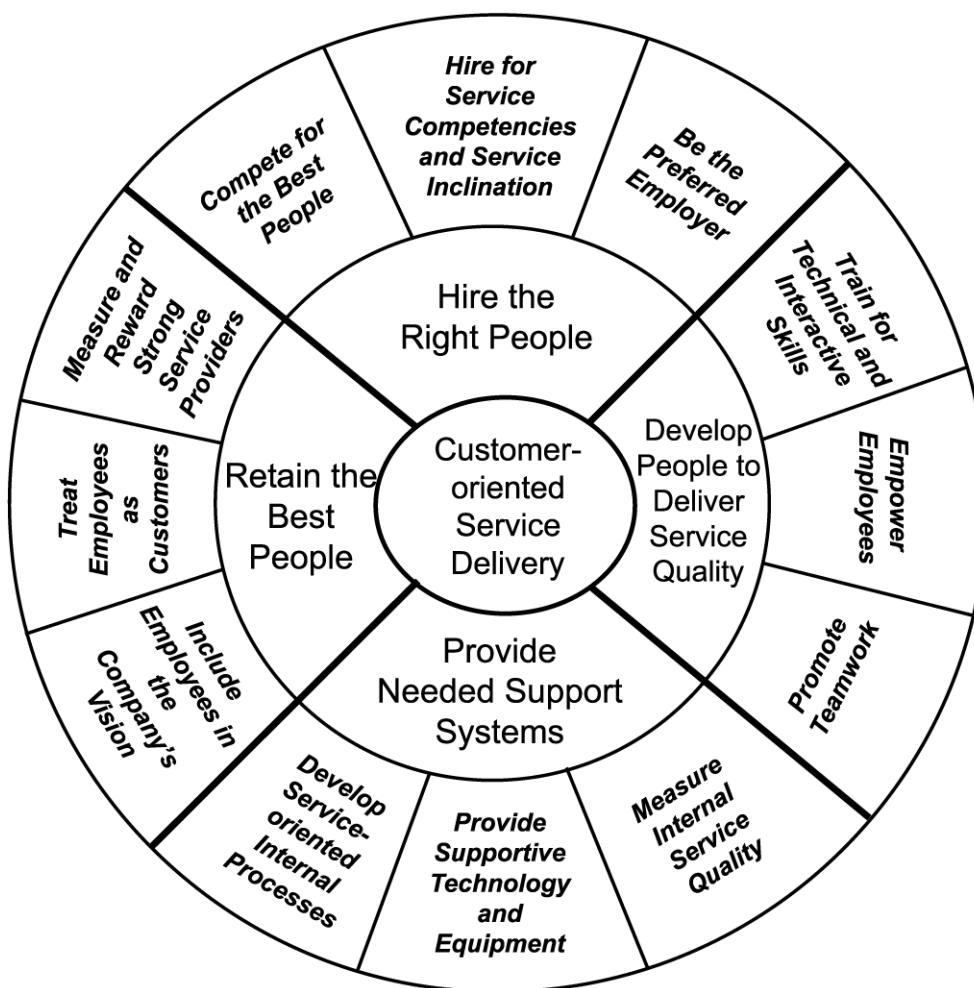 Hire for
Service
Competencies
and Service
Inclination
Be the
Preferred
Employer
Train for
Technical and
Interactive
Skills
Empower
Employees
Promote
Teamwork
Measure
Internal
Service
Quality
Provide
Supportive
Technology
and
Equipment
Develop
Service-
oriented
Internal
Processes
Include
Employees in
the
Company’s
Vision
Treat
Employees
as
Customers
Measure and
Reward
Strong
Service
Providers
Compete for
the Best
People
Hire the
Right People
Develop
People to
Deliver
Service
Quality
Provide
Needed Support
Systems
Retain the
Best
People
Customer-
oriented
Service
Delivery